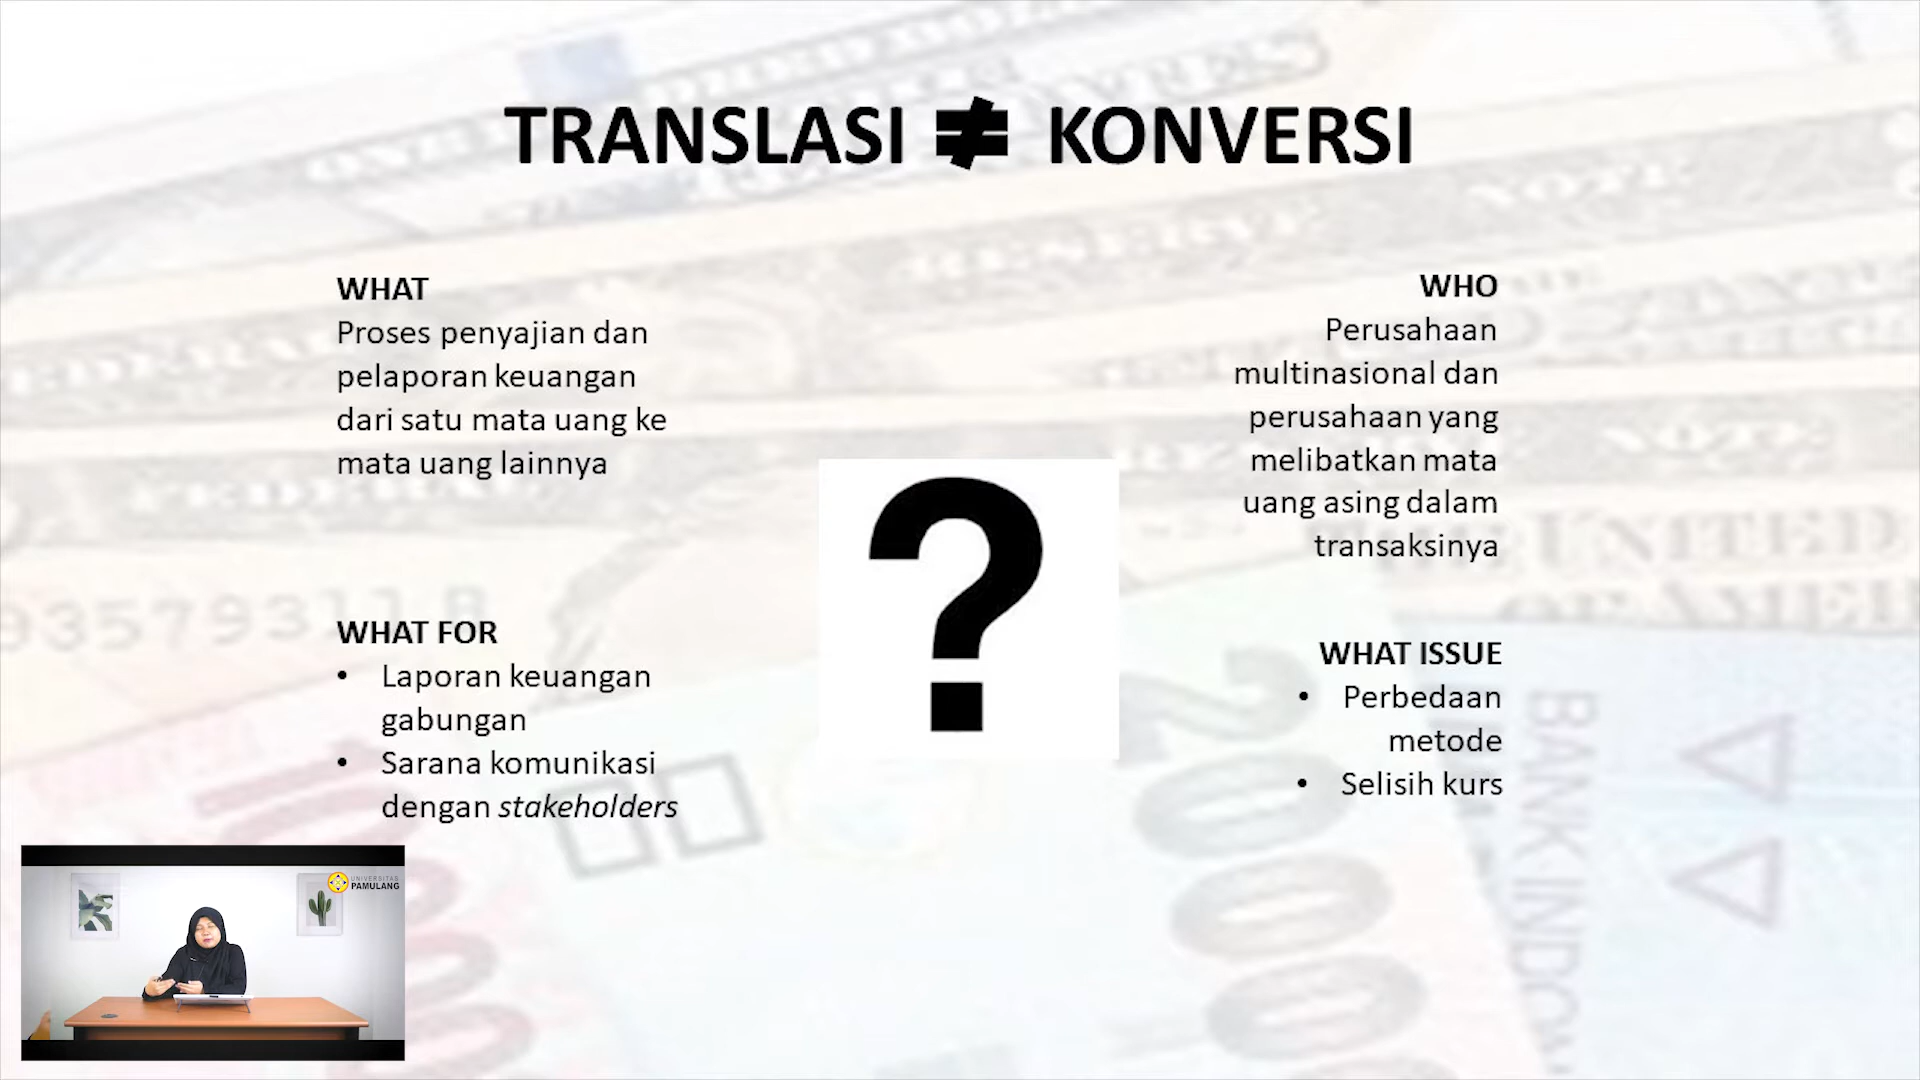 TRANSLASI ≠ KONVERSI
WHAT
Proses penyajian dan
pelaporan keuangan
dari satu mata uang ke
mata uang lainnya
WHAT FOR
• Laporan keuangan
gabungan
• Sarana komunikasi
dengan stakeholders
?
WHO
Perusahaan
multinasional dan
perusahaan yang
melibatkan mata
uang asing dalam
transaksinya
WHAT ISSUE
• Perbedaan
metode
• Selisih kurs
UNIVERSITAS
PAMULANG